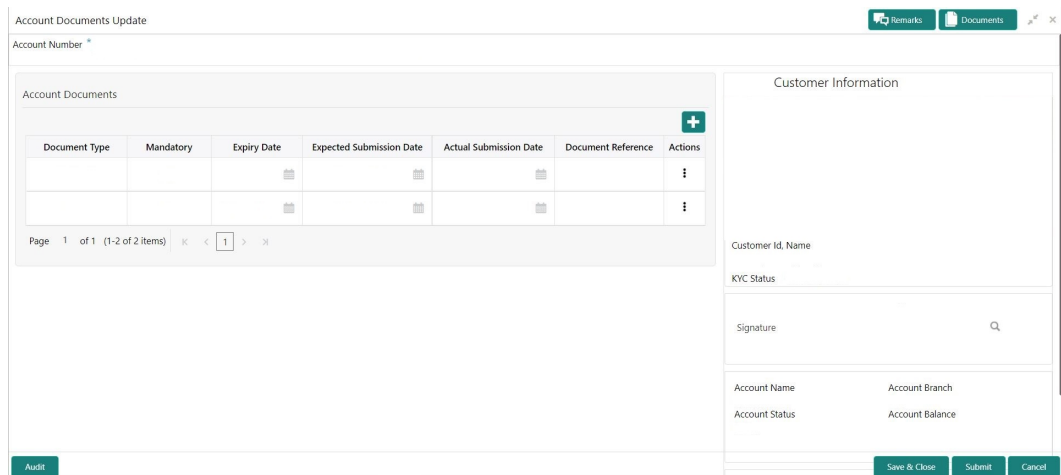 Account Documents Update Remarks Documents
Account Number *
Account Documents
Document Type Mandatory Expiry Date Expected Submission Date Actual Submission Date Document Reference Actions
Page 1 of 1 (1-2 of 2 items) 1
Customer Information
Customer Id, Name
KYC Status
Signature
Account Name Account Branch
Account Status Account Balance
Audit Save & Close Submit Cancel